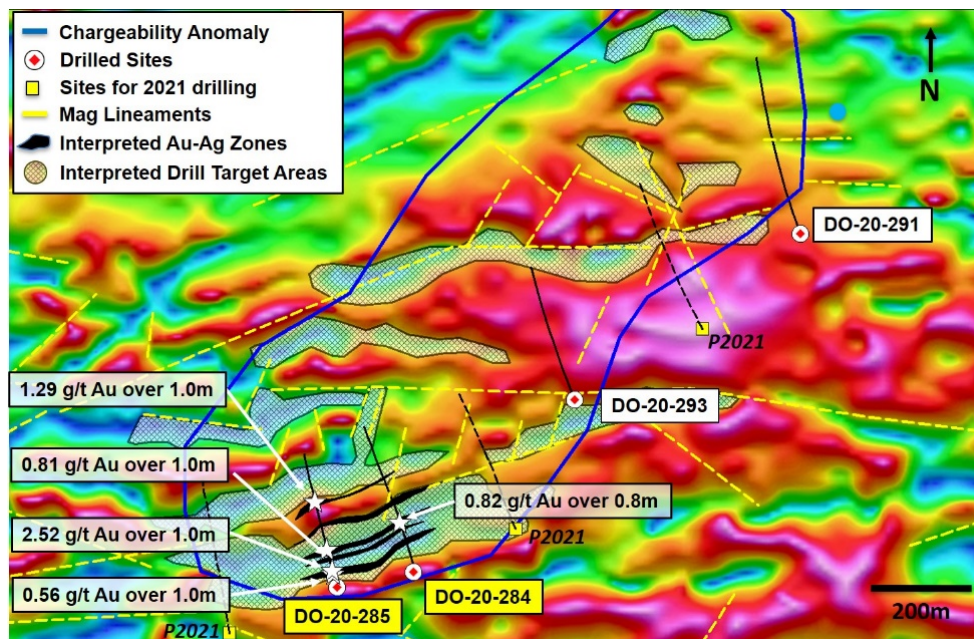 Chargeability Anomaly
Drilled Sites
Sites for 2021 drilling
Mag Lineaments
Interpreted Au-Ag Zones
Interpreted Drill Target Areas
N
DO-20-291
P2021
1.29 g/t Au over 1.0m
DO-20-293
0.81 g/t Au over 1.0m
0.82 g/t Au over 0.8m
2.52 g/t Au over 1.0m
P2021
0.56 g/t Au over 1.0m
DO-20-284
200m
DO-20-285
P2021